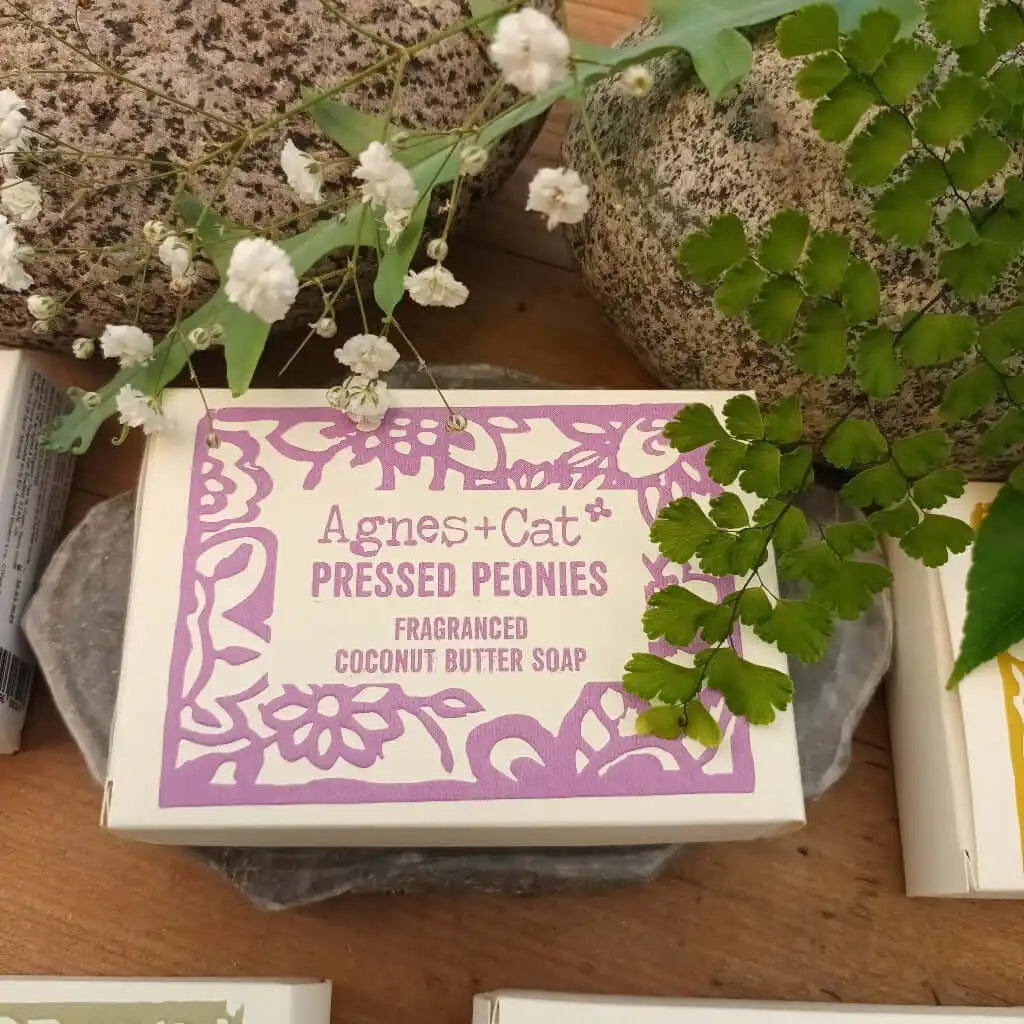 Agnes+Cat
PRESSED PEONIES
FRAGRANCED
COCONUT BUTTER SOAP